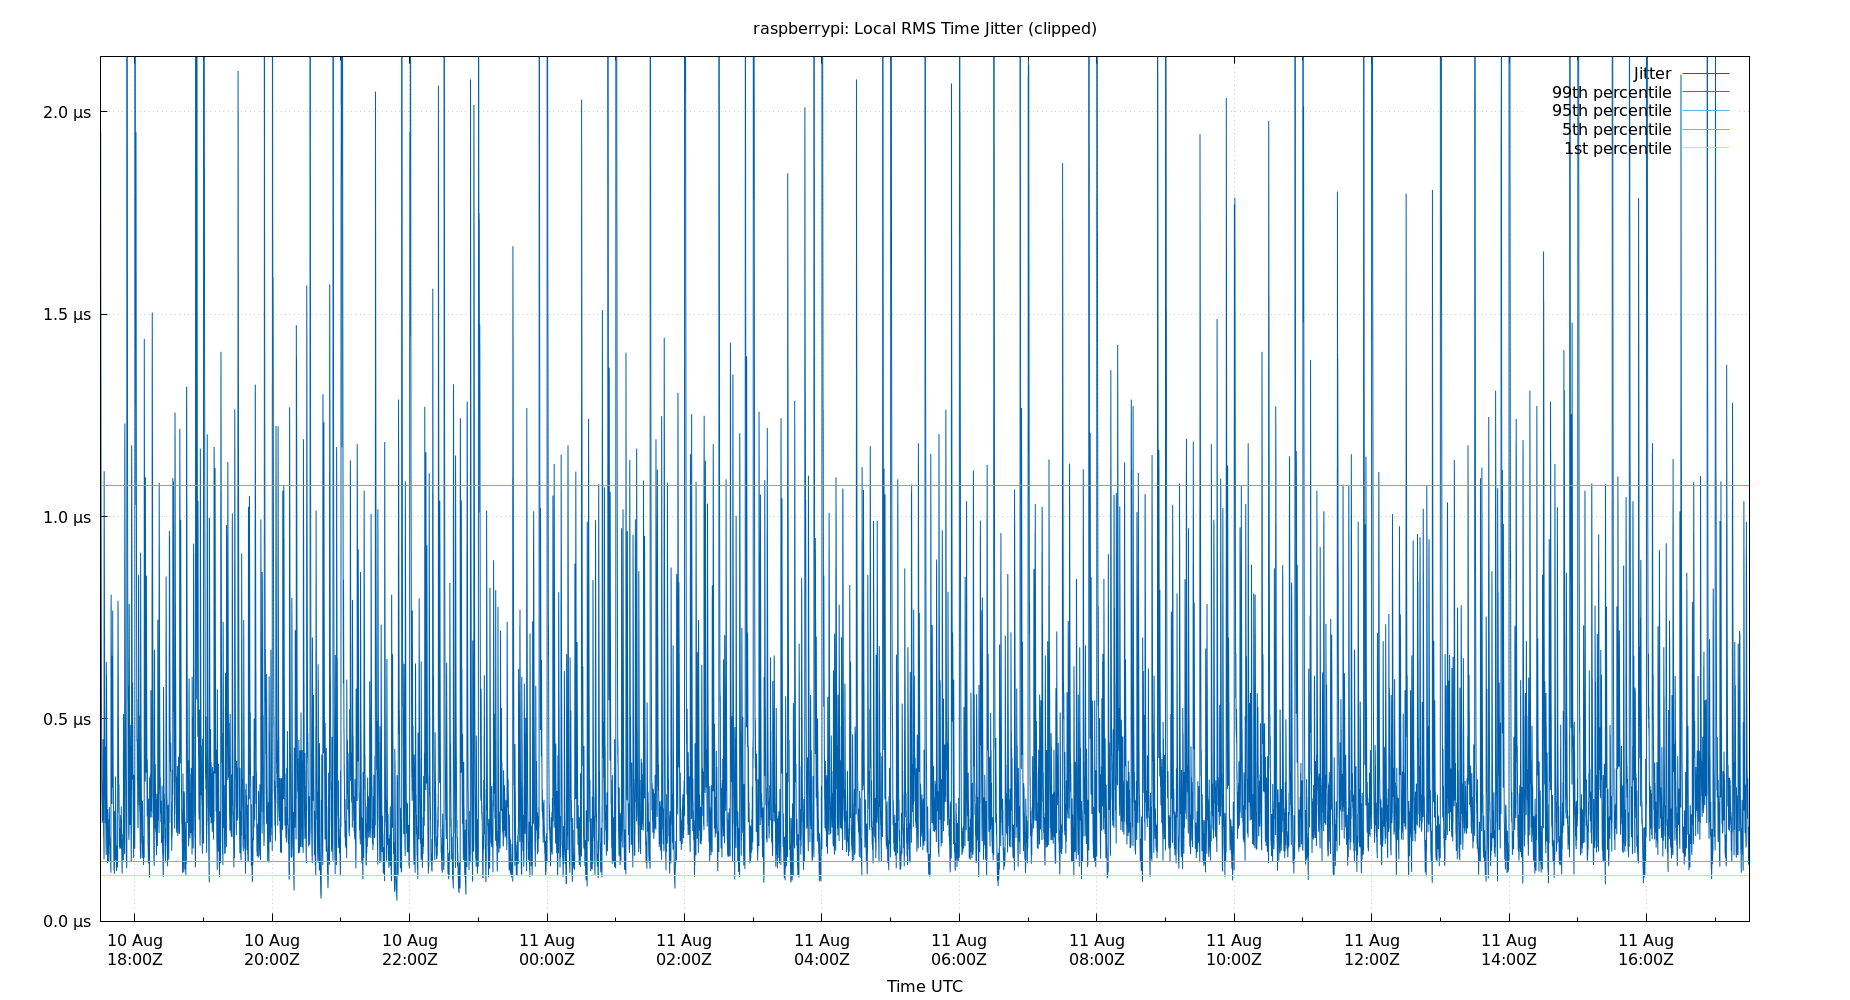 raspberrypi: Local RMS Time Jitter (clipped)
Jitter
99th percentile
95th percentile
5th percentile
1st percentile
2.0 µs
1.5 µs
1.0 µs
0.5 µs
0.0 µs
10 Aug 10 Aug 10 Aug 11 Aug 11 Aug 11 Aug 11 Aug 11 Aug 11 Aug 11 Aug 11 Aug 11 Aug
18:00Z 20:00Z 22:00Z 00:00Z 02:00Z 04:00Z 06:00Z 08:00Z 10:00Z 12:00Z 14:00Z 16:00Z
Time UTC